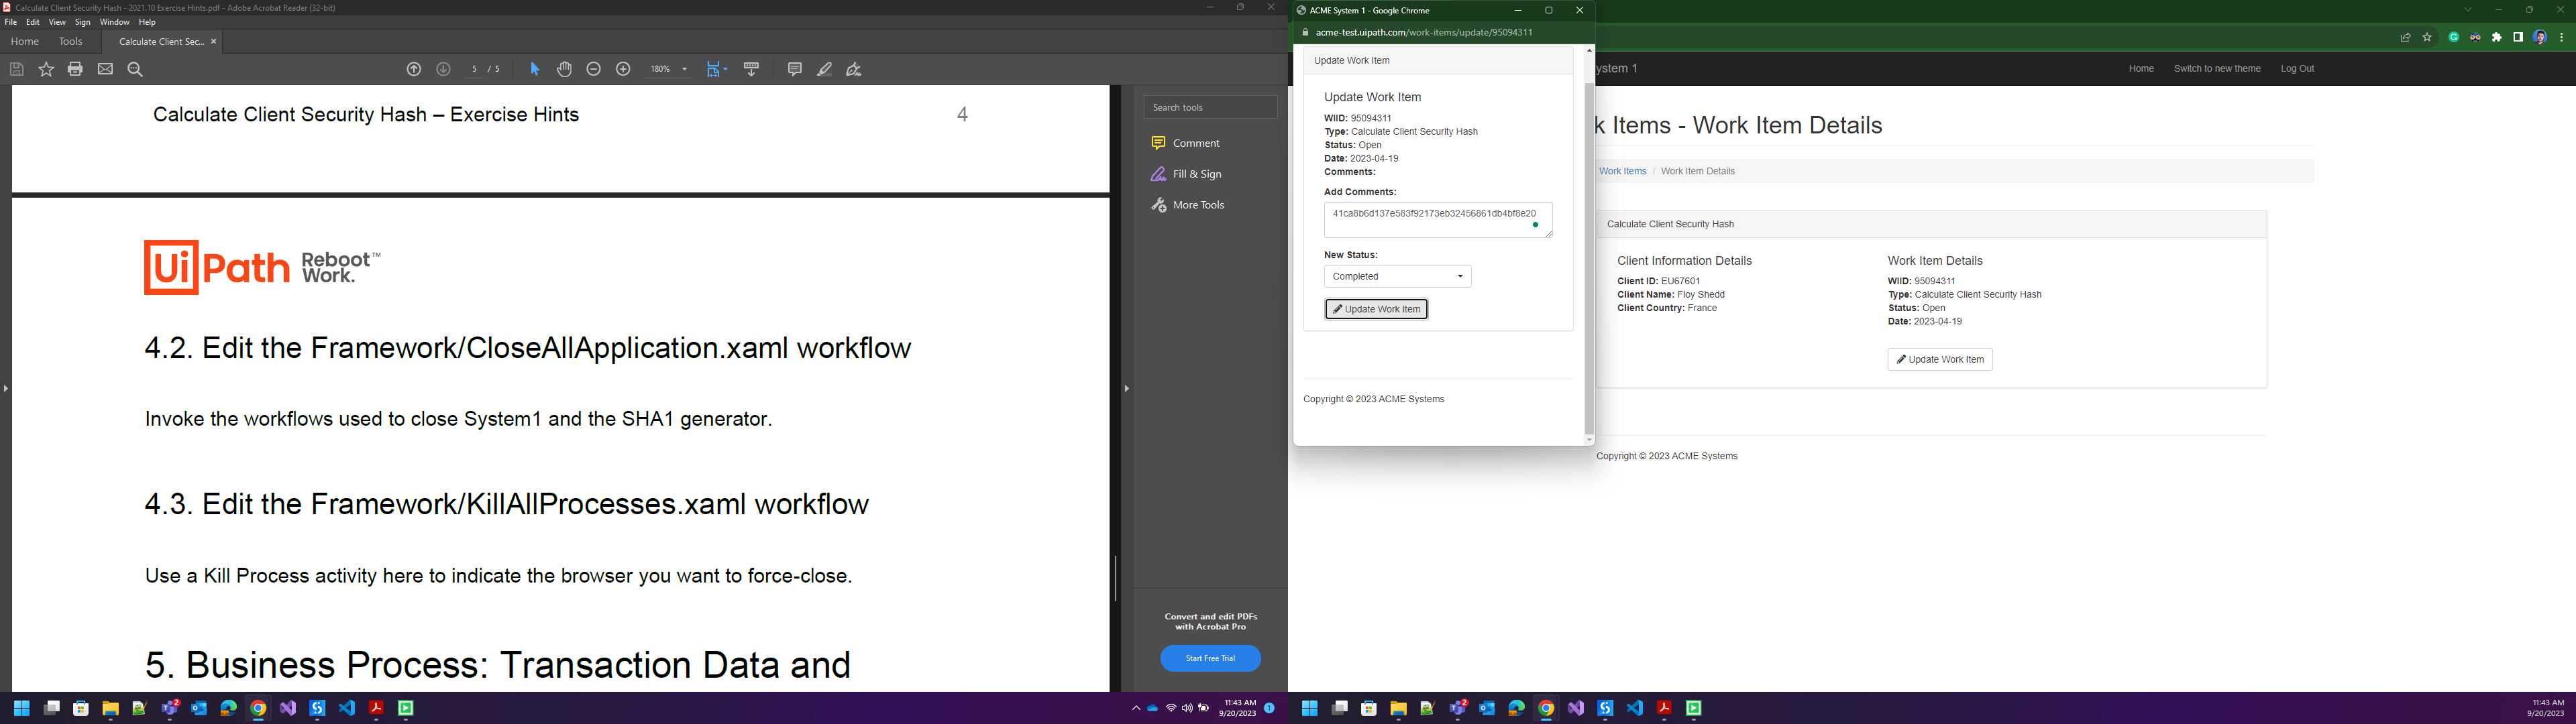 Calculate Client Security Hash - 2021.10 Exercise Hints.pdf - Adobe Acrobat Reader (32-bit)
File Edit View Sign Window Help
Home Tools Calculate Client Sec... ×
5 / 5 180%
Calculate Client Security Hash – Exercise Hints 4
UiPath Reboot Work.™
4.2. Edit the Framework/CloseAllApplication.xaml workflow
Invoke the workflows used to close System1 and the SHA1 generator.
4.3. Edit the Framework/KillAllProcesses.xaml workflow
Use a Kill Process activity here to indicate the browser you want to force-close.
5. Business Process: Transaction Data and
Search tools
Comment
Fill & Sign
More Tools
Convert and edit PDFs
with Acrobat Pro
Start Free Trial
2
11:43 AM
9/20/2023
1
ACME System 1 - Google Chrome
acme-test.uipath.com/work-items/update/95094311
Update Work Item
Update Work Item
WIID: 95094311
Type: Calculate Client Security Hash
Status: Open
Date: 2023-04-19
Comments:
Add Comments:
41ca8b6d137e583f92173eb32456861db4bf8e20
New Status:
Completed
Update Work Item
Copyright © 2023 ACME Systems
ystem 1 Home Switch to new theme Log Out
k Items - Work Item Details
Work Items / Work Item Details
Calculate Client Security Hash
Client Information Details
Client ID: EU67601
Client Name: Floy Shedd
Client Country: France
Work Item Details
WIID: 95094311
Type: Calculate Client Security Hash
Status: Open
Date: 2023-04-19
Update Work Item
Copyright © 2023 ACME Systems
2
11:43 AM
9/20/2023